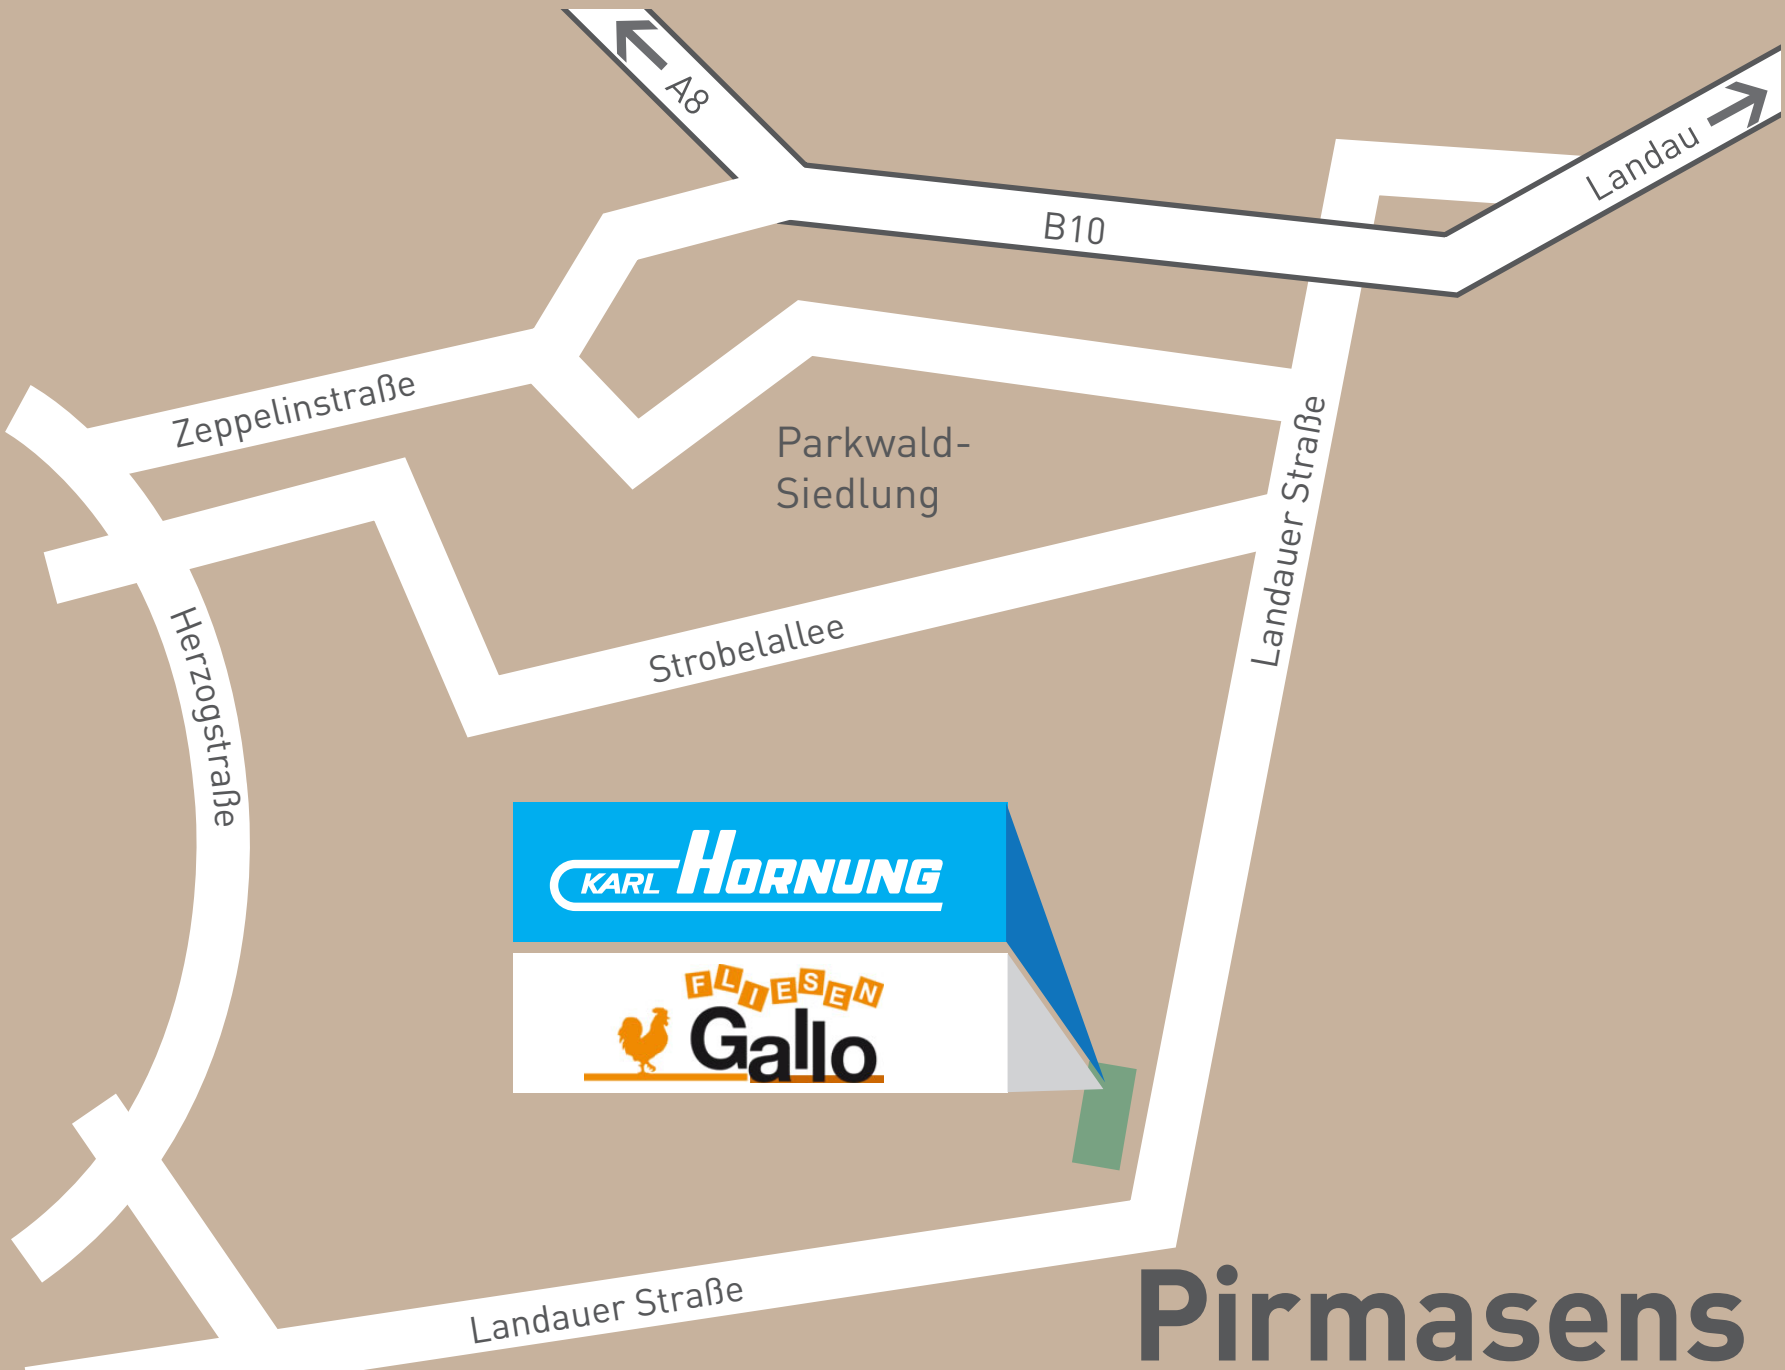 A8
Landau
B10
Zeppelinstraße
Parkwald-
Siedlung
Landauer Straße
Strobelallee
Herzogstraße
KARL HORNUNG
FLIESEN
Gallo
Landauer Straße
Pirmasens